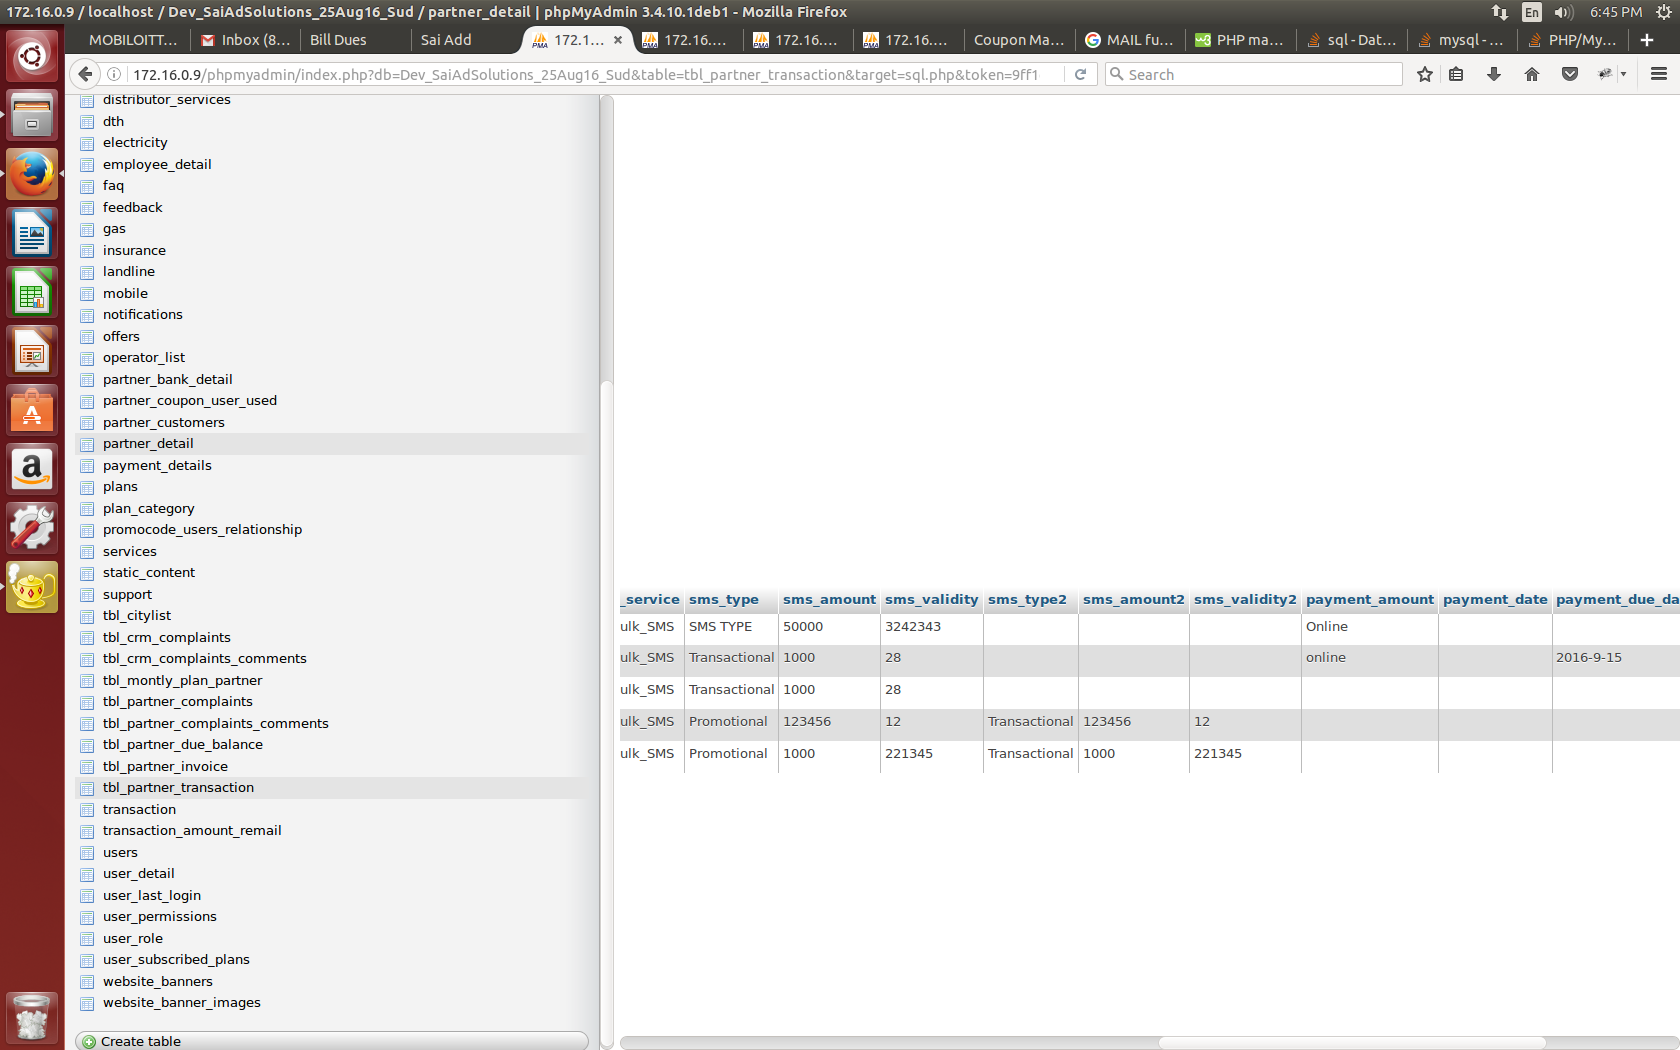 172.16.0.9 / localhost / Dev_SaiAdSolutions_25Aug16_Sud / partner_detail | phpMyAdmin 3.4.10.1deb1 - Mozilla Firefox
En
6:45 PM
MOBILOITT...
Inbox (8...
Bill Dues
Sai Add
172.1...
172.16....
172.16....
172.16....
Coupon Ma...
MAIL fu...
PHP ma...
sql - Dat...
mysql - ...
PHP/My...
172.16.0.9/phpmyadmin/index.php?db=Dev_SaiAdSolutions_25Aug16_Sud&table=tbl_partner_transaction&target=sql.php&token=9ff1
Search
distributor_services
dth
electricity
employee_detail
faq
feedback
gas
insurance
landline
mobile
notifications
offers
operator_list
partner_bank_detail
partner_coupon_user_used
partner_customers
partner_detail
payment_details
plans
plan_category
promocode_users_relationship
services
static_content
support
tbl_citylist
tbl_crm_complaints
tbl_crm_complaints_comments
tbl_montly_plan_partner
tbl_partner_complaints
tbl_partner_complaints_comments
tbl_partner_due_balance
tbl_partner_invoice
tbl_partner_transaction
transaction
transaction_amount_remail
users
user_detail
user_last_login
user_permissions
user_role
user_subscribed_plans
website_banners
website_banner_images
Create table
_service sms_type sms_amount sms_validity sms_type2 sms_amount2 sms_validity2 payment_amount payment_date payment_due_da
ulk_SMS SMS TYPE 50000 3242343 Online
ulk_SMS Transactional 1000 28 online 2016-9-15
ulk_SMS Transactional 1000 28
ulk_SMS Promotional 123456 12 Transactional 123456 12
ulk_SMS Promotional 1000 221345 Transactional 1000 221345